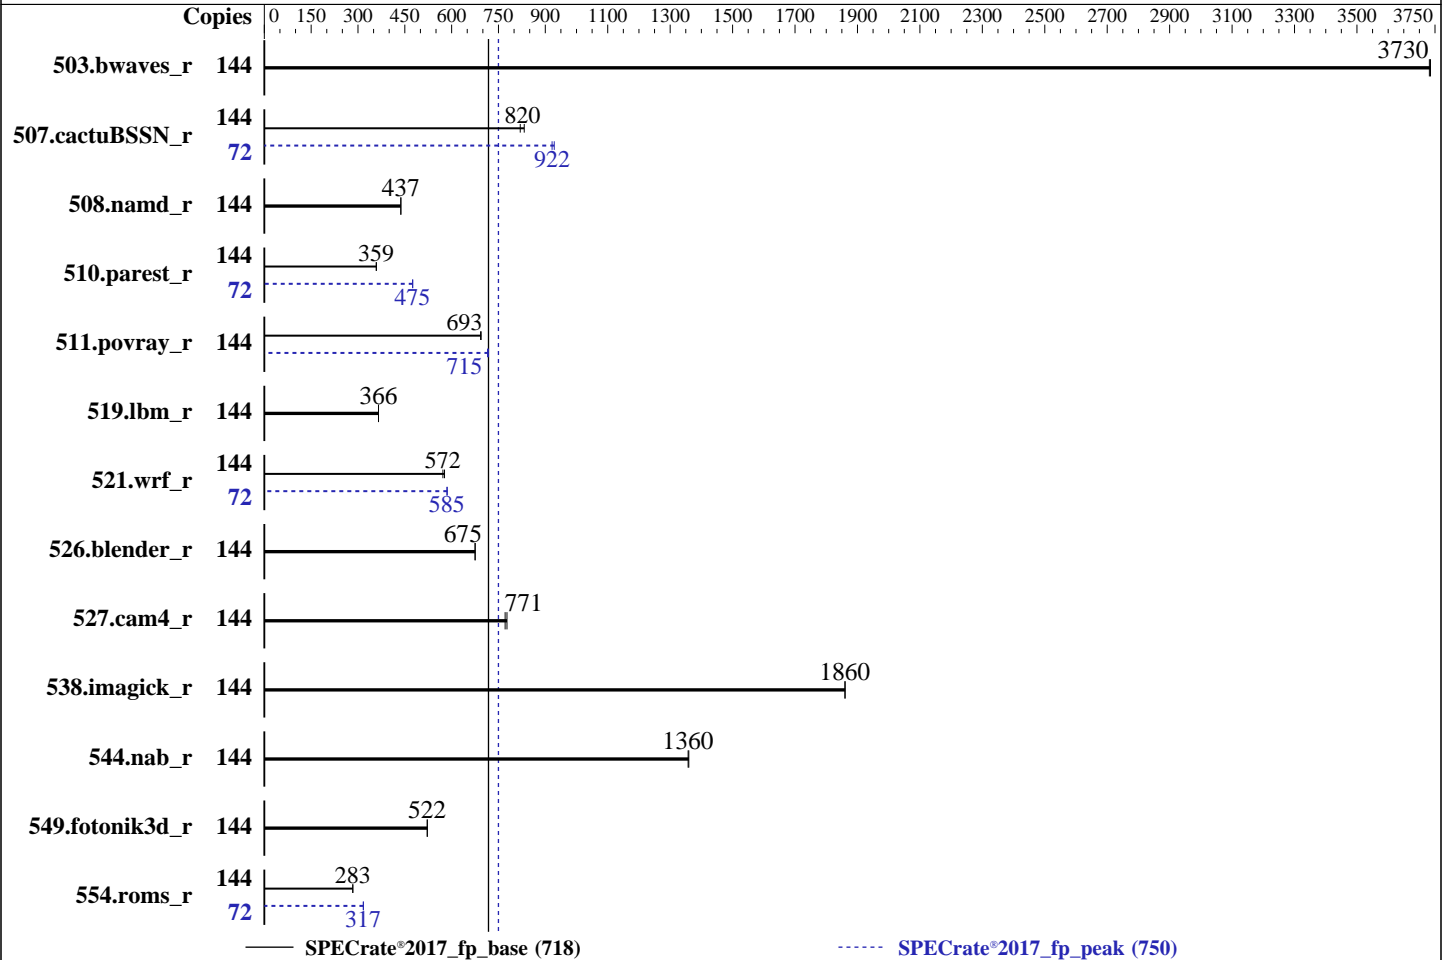 Copies 0 150 300 450 600 750 900 1100 1300 1500 1700 1900 2100 2300 2500 2700 2900 3100 3300 3500 3750
503.bwaves_r 144 3730
507.cactuBSSN_r 144 820
72 922
508.namd_r 144 437
510.parest_r 144 359
72 475
511.povray_r 144 693
715
519.lbm_r 144 366
521.wrf_r 144 572
72 585
526.blender_r 144 675
527.cam4_r 144 771
538.imagick_r 144 1860
544.nab_r 144 1360
549.fotonik3d_r 144 522
554.roms_r 144 283
72 317
SPECrate®2017_fp_base (718) SPECrate®2017_fp_peak (750)